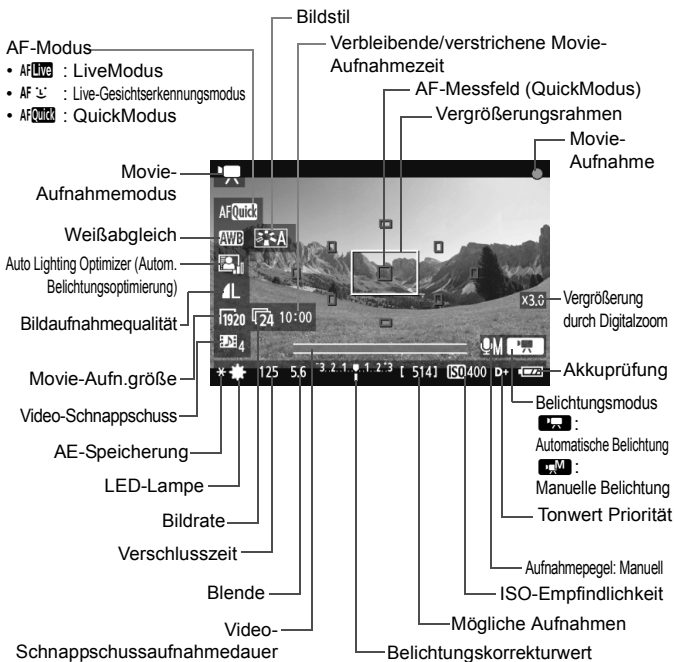 Bildstil
AF-Modus
• AF Live : LiveModus
• AF : Live-Gesichtserkennungsmodus
• AF Quick : QuickModus
Verbleibende/verstrichene Movie-
Aufnahmezeit
AF-Messfeld (QuickModus)
Vergrößerungsrahmen
Movie-
Aufnahme
Movie-
Aufnahmemodus
AF Quick
Weißabgleich
AWB
A
Auto Lighting Optimizer (Autom.
Belichtungsoptimierung)
L
Bildaufnahmequalität
1920
24
10:00
x3.0
Vergrößerung
durch Digitalzoom
4
M
Movie-Aufn.größe
* 125 5.6 -3..2..1..▼..1..2..+3 [ 514] ISO 400 D+
Akkuprüfung
Video-Schnappschuss
Belichtungsmodus
:
Automatische Belichtung
M :
Manuelle Belichtung
AE-Speicherung
LED-Lampe
Tonwert Priorität
Bildrate
Verschlusszeit
Aufnahmepegel: Manuell
Blende
ISO-Empfindlichkeit
Video-
Schnappschussaufnahmedauer
Mögliche Aufnahmen
Belichtungskorrekturwert